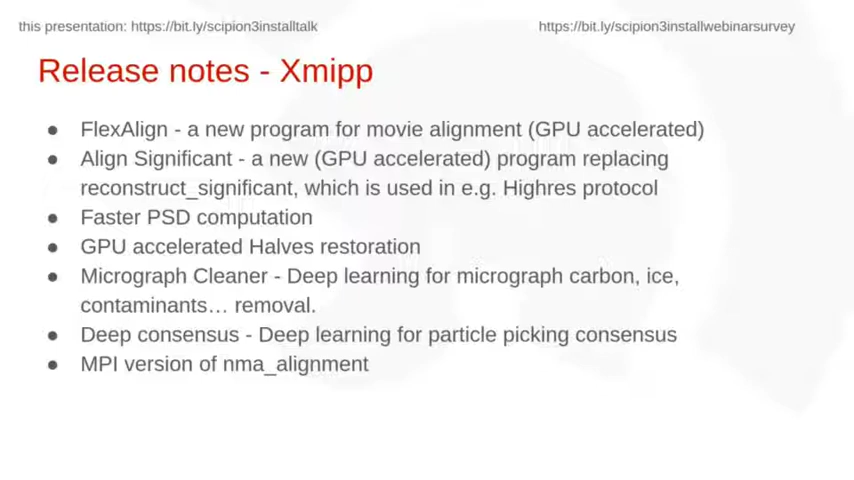 this presentation: https://bit.ly/scipion3installtalk
https://bit.ly/scipion3installwebinarsurvey
Release notes - Xmipp
● FlexAlign - a new program for movie alignment (GPU accelerated)
● Align Significant - a new (GPU accelerated) program replacing
reconstruct_significant, which is used in e.g. Highres protocol
● Faster PSD computation
● GPU accelerated Halves restoration
● Micrograph Cleaner - Deep learning for micrograph carbon, ice,
contaminants… removal.
● Deep consensus - Deep learning for particle picking consensus
● MPI version of nma_alignment